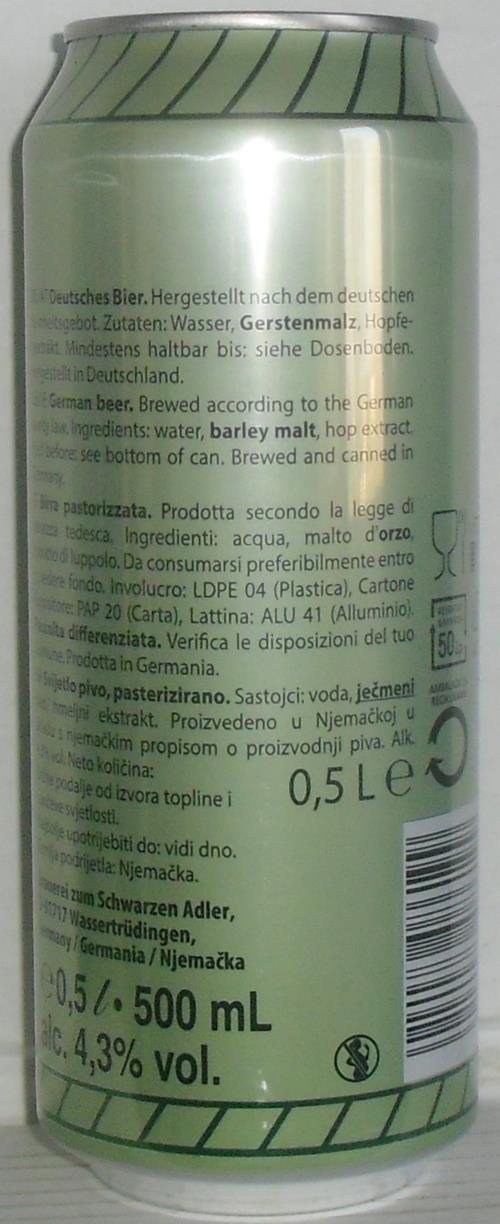 Deutsches Bier. Hergestellt nach dem deutschen
Zutaten: Wasser, Gerstenmalz, Hopfe-
Mindestens haltbar bis: siehe Dosenboden.
in Deutschland.
German beer. Brewed according to the German
law. Ingredients: water, barley malt, hop extract.
before: see bottom of can. Brewed and canned in
Birra pastorizzata. Prodotta secondo la legge di
tedesca. Ingredienti: acqua, malto d'orzo,
di luppolo. Da consumarsi preferibilmente entro
fondo. Involucro: LDPE 04 (Plastica), Cartone
PAP 20 (Carta), Lattina: ALU 41 (Alluminio).
Raccolta differenziata. Verifica le disposizioni del tuo
Prodotta in Germania.
Svijetlo pivo, pasterizirano. Sastojci: voda, ječmeni
hmeljni ekstrakt. Proizvedeno u Njemačkoj u
s njemačkim propisom o proizvodnji piva. Alk.
vol. Neto količina:
podalje od izvora topline i
svjetlosti.
upotrijebiti do: vidi dno.
podrijetla: Njemačka.
0,5 L e
zum Schwarzen Adler,
Wassertrüdingen,
/ Germania / Njemačka
e 0,5 l • 500 mL
alc. 4,3% vol.
50